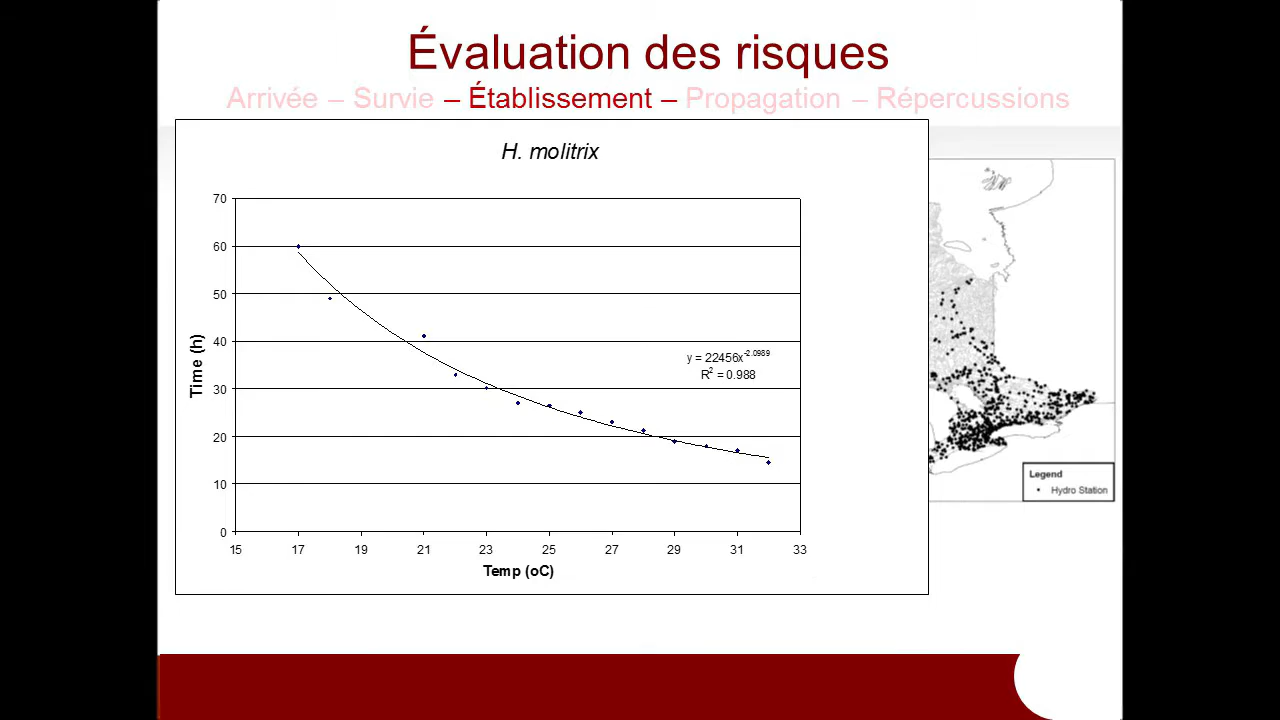 Évaluation des risques
Arrivée – Survie – Établissement – Propagation – Répercussions
H. molitrix
70
60
50
40
30
20
10
0
Time (h)
y = 22456x^-2.0989
R² = 0.988
15 17 19 21 23 25 27 29 31 33
Temp (oC)
Legend
Hydro Station